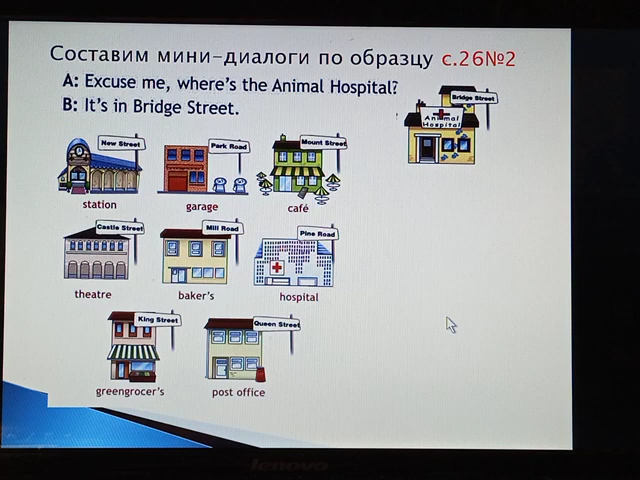 Составим мини-диалоги по образцу с.26№2
A: Excuse me, where's the Animal Hospital?
B: It's in Bridge Street.
Bridge Street
Animal
Hospital
New Street
Park Road
Mount Street
station
garage
café
Castle Street
Mill Road
Pine Road
theatre
baker's
hospital
King Street
Queen Street
greengrocer's
post office
lenovo